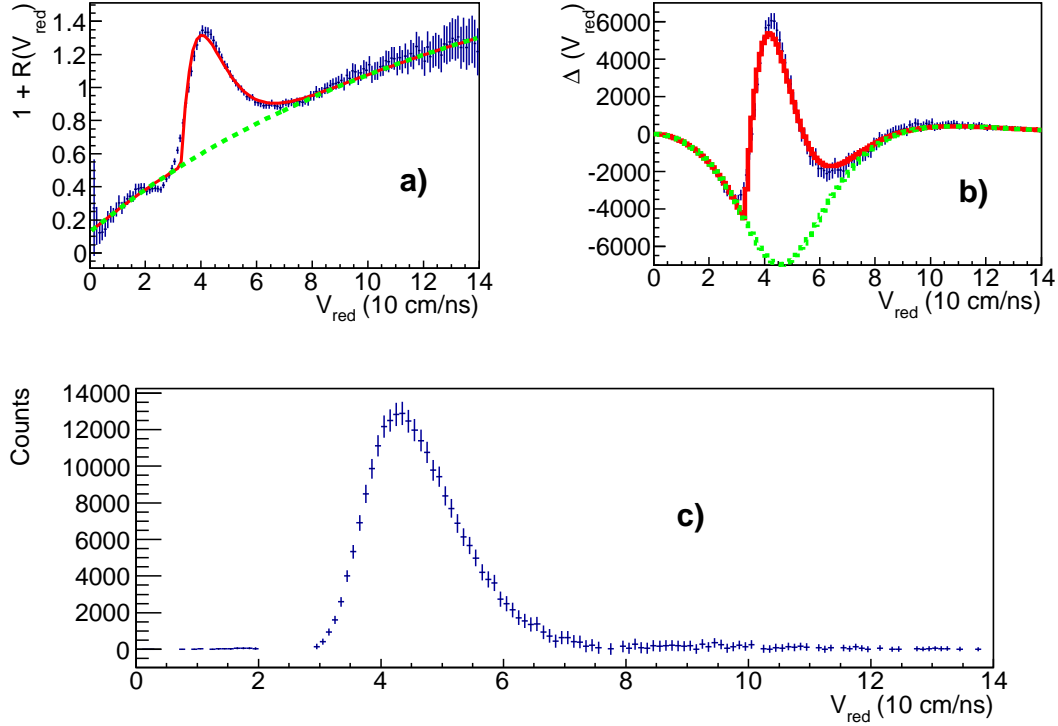 1 + R(V_red)
1.4
1.2
1
0.8
0.6
0.4
0.2
0
a)
0 2 4 6 8 10 12 14
V_red (10 cm/ns)
Δ (V_red)
6000
4000
2000
0
-2000
-4000
-6000
b)
0 2 4 6 8 10 12 14
V_red (10 cm/ns)
Counts
14000
12000
10000
8000
6000
4000
2000
0
c)
0 2 4 6 8 10 12 14
V_red (10 cm/ns)